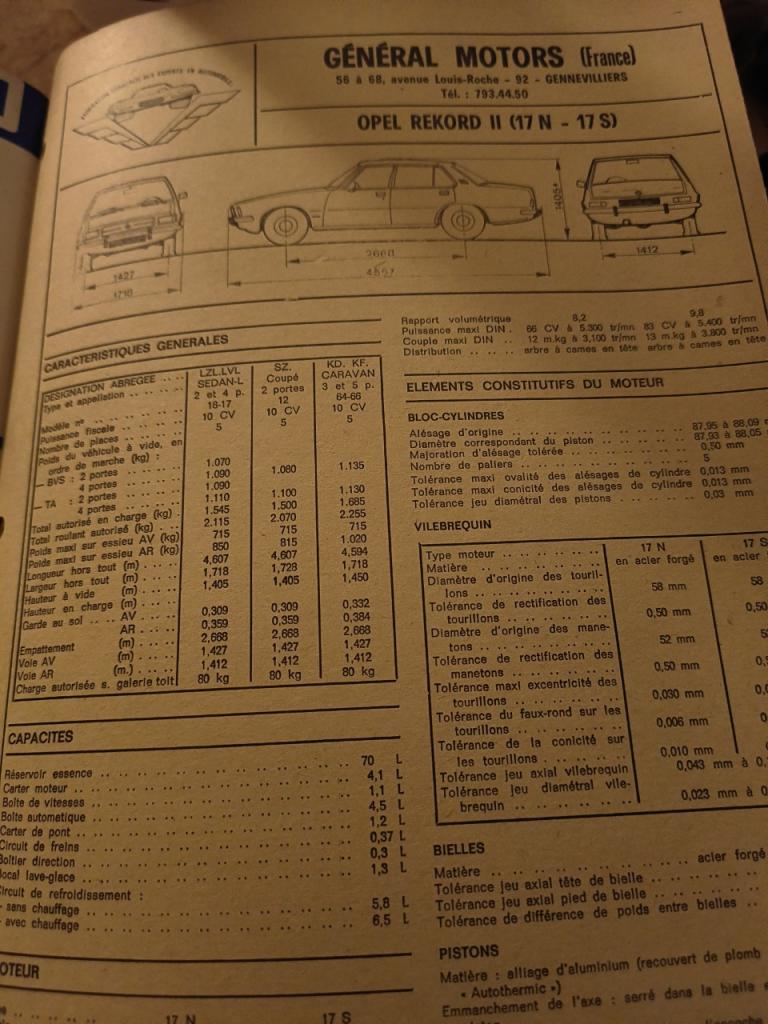 GÉNÉRAL MOTORS (France)
56 à 68, avenue Louis-Roche - 92 - GENNEVILLIERS
Tél. : 793.44.50
OPEL REKORD II (17 N - 17 S)
1405*
1427
1718
2668
4607
1412
CARACTERISTIQUES GENERALES
DESIGNATION ABREGEE . . . .
Type et appellation . . . . . .
LZL.LVL SZ. KD. KF.
SEDAN-L Coupé CARAVAN
2 et 4 p. 2 portes 3 et 5 p.
Modèle n° 16-17 12 64-66
Puissance fiscale 10 CV 10 CV 10 CV
Nombre de places 5 5 5
Poids du véhicule à vide, en
ordre de marche (kg) :
— BVS : 2 portes 1.070 1.080 1.135
4 portes 1.090
— TA : 2 portes 1.090 1.100 1.130
4 portes 1.110
Total autorisé en charge (kg) 1.545 1.500 1.685
Total roulant autorisé (kg) 2.115 2.070 2.255
Poids maxi sur essieu AV (kg) 715 715 715
Poids maxi sur essieu AR (kg) 850 815 1.020
Longueur hors tout (m) 4,607 4,607 4,594
Largeur hors tout (m) 1,718 1,728 1,718
Hauteur à vide (m) 1,405 1,405 1,450
Hauteur en charge (m)
Garde au sol . . . AV 0,309 0,309 0,332
AR 0,359 0,359 0,384
Empattement (m) 2,668 2,668 2,668
Voie AV (m) 1,427 1,427 1,427
Voie AR (m.) 1,412 1,412 1,412
Charge autorisée s. galerie toit 80 kg 80 kg 80 kg
CAPACITES
Réservoir essence 70 L
Carter moteur 4,1 L
Boîte de vitesses 1,1 L
Boîte automatique 4,5 L
Carter de pont 1,2 L
Circuit de freins 0,37 L
Boîtier direction 0,3 L
Bocal lave-glace 1,3 L
Circuit de refroidissement :
- sans chauffage 5,8 L
- avec chauffage 6,5 L
OTEUR
17 N 17 S
Rapport volumétrique 8,2 9,8
Puissance maxi DIN . 66 CV à 5.300 tr/mn 83 CV à 5.400 tr/mn
Couple maxi DIN . . 12 m.kg à 3,100 tr/mn 13 m.kg à 3.800 tr/mn
Distribution . . . . arbre à cames en tête arbre à cames en tête
ELEMENTS CONSTITUTIFS DU MOTEUR
BLOC-CYLINDRES
Alésage d'origine 87,95 à 88,09
Diamètre correspondant du piston 87,93 à 88,05
Majoration d'alésage tolérée 0,50 mm
Nombre de paliers 5
Tolérance maxi ovalité des alésages de cylindre 0,013 mm
Tolérance maxi conicité des alésages de cylindre 0,013 mm
Tolérance jeu diamétral des pistons 0,03 mm
VILEBREQUIN
Type moteur 17 N 17 S
Matière en acier forgé en acier
Diamètre d'origine des touril-
lons 58 mm 58
Tolérance de rectification des
tourillons 0,50 mm 0,50
Diamètre d'origine des mane-
tons 52 mm 52
Tolérance de rectification des
manetons 0,50 mm
Tolérance maxi excentricité des
tourillons 0,030 mm
Tolérance du faux-rond sur les
tourillons 0,006 mm
Tolérance de la conicité sur
les tourillons 0,010 mm
Tolérance jeu axial vilebrequin 0,043 mm à
Tolérance jeu diamétral vile-
brequin 0,023 mm à
BIELLES
Matière acier forgé
Tolérance jeu axial tête de bielle
Tolérance jeu axial pied de bielle
Tolérance de différence de poids entre bielles
PISTONS
Matière : alliage d'aluminium (recouvert de plomb
« Autothermic »)
Emmanchement de l'axe : serré dans la bielle
l'encoche